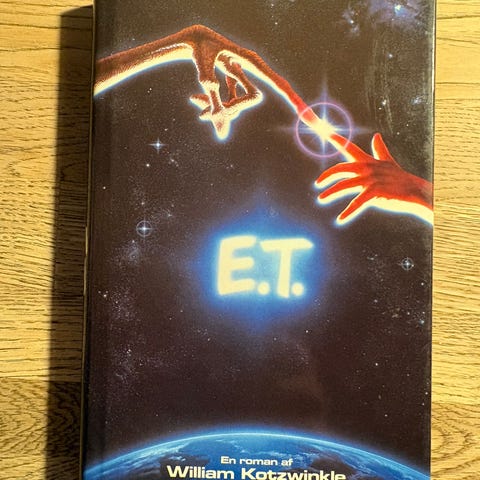 E.T.
En roman af
William Kotzwinkle